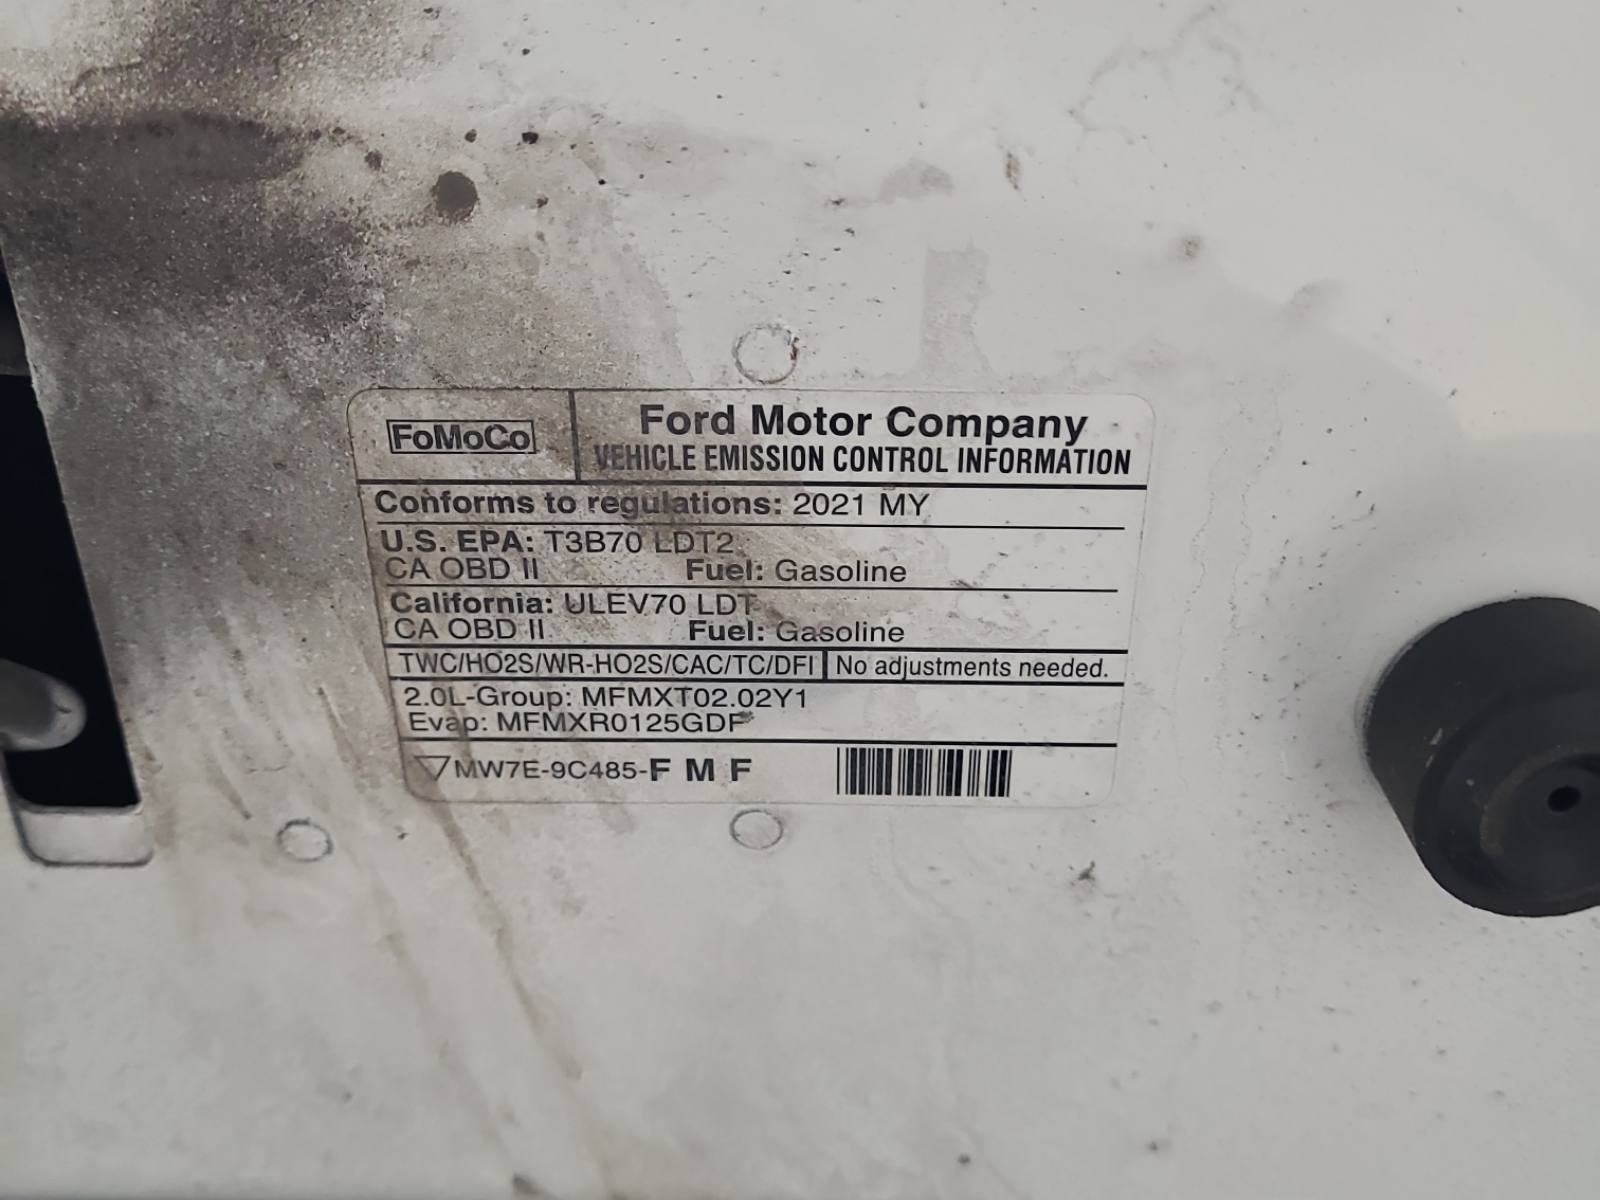 FoMoCo
Ford Motor Company
VEHICLE EMISSION CONTROL INFORMATION
Conforms to regulations: 2021 MY
U.S. EPA: T3B70 LDT2
CA OBD II Fuel: Gasoline
California: ULEV70 LDT
CA OBD II Fuel: Gasoline
TWC/HO2S/WR-HO2S/CAC/TC/DFI No adjustments needed.
2.0L-Group: MFMXT02.02Y1
Evap: MFMXR0125GDF
MW7E-9C485-F M F